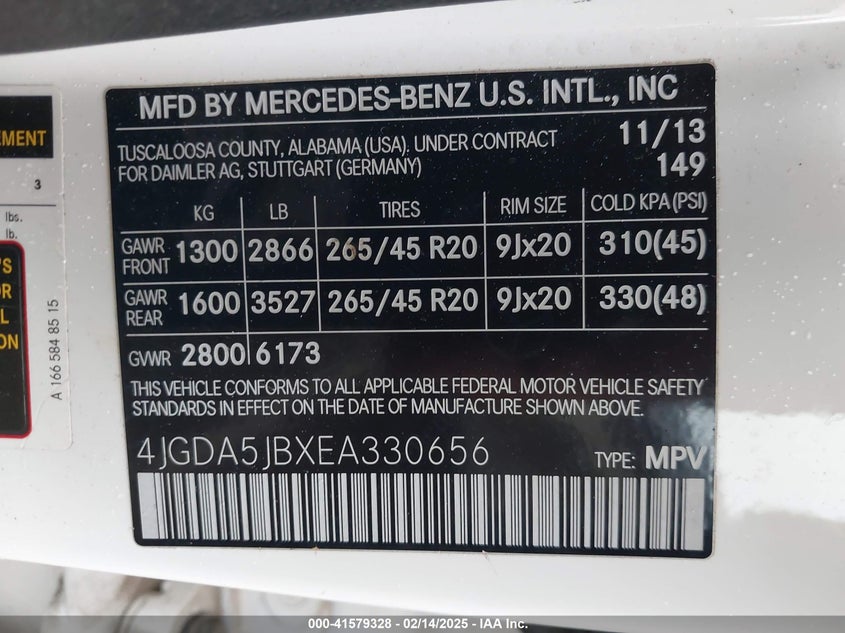 EMENT
3
lbs.
lb.
'S
OR
L
ON
A 166 584 85 15
MFD BY MERCEDES-BENZ U.S. INTL., INC
TUSCALOOSA COUNTY, ALABAMA (USA). UNDER CONTRACT 11/13
FOR DAIMLER AG, STUTTGART (GERMANY) 149
KG LB TIRES RIM SIZE COLD KPA (PSI)
GAWR FRONT 1300 2866 265/45 R20 9Jx20 310(45)
GAWR REAR 1600 3527 265/45 R20 9Jx20 330(48)
GVWR 2800 6173
THIS VEHICLE CONFORMS TO ALL APPLICABLE FEDERAL MOTOR VEHICLE SAFETY
STANDARDS IN EFFECT ON THE DATE OF MANUFACTURE SHOWN ABOVE.
4JGDA5JBXEA330656 TYPE: MPV
000-41579328 - 02/14/2025 - IAA Inc.